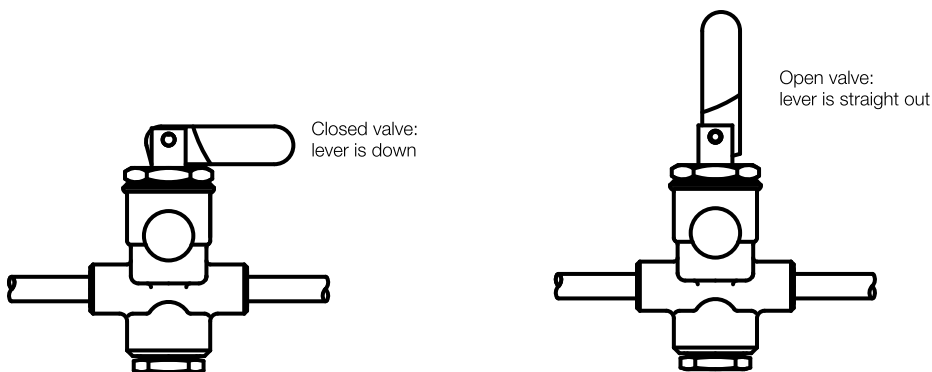 Closed valve:
lever is down
Open valve:
lever is straight out